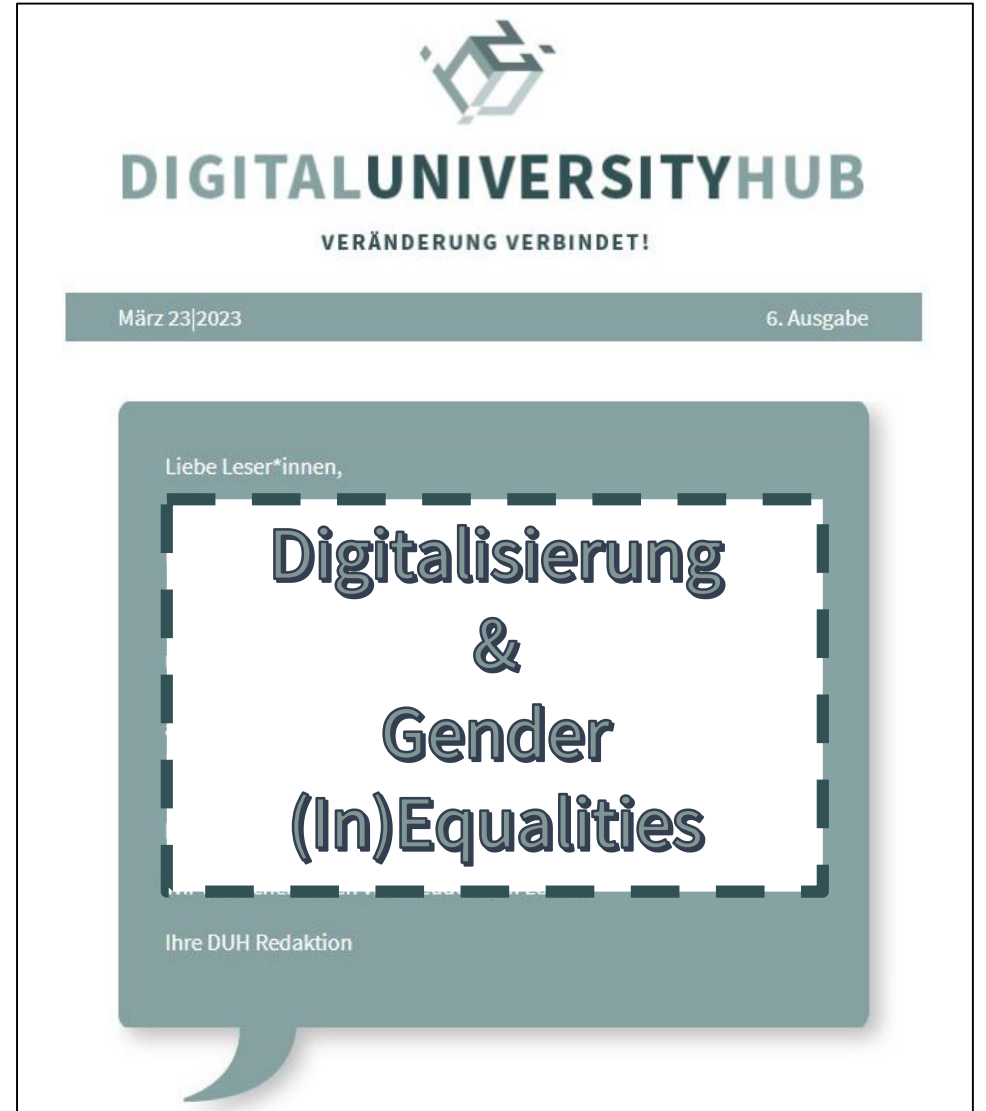 DIGITALUNIVERSITYHUB
VERÄNDERUNG VERBINDET!
März 23|2023 6. Ausgabe
Liebe Leser*innen,
Digitalisierung
&
Gender
(In)Equalities
Ihre DUH Redaktion